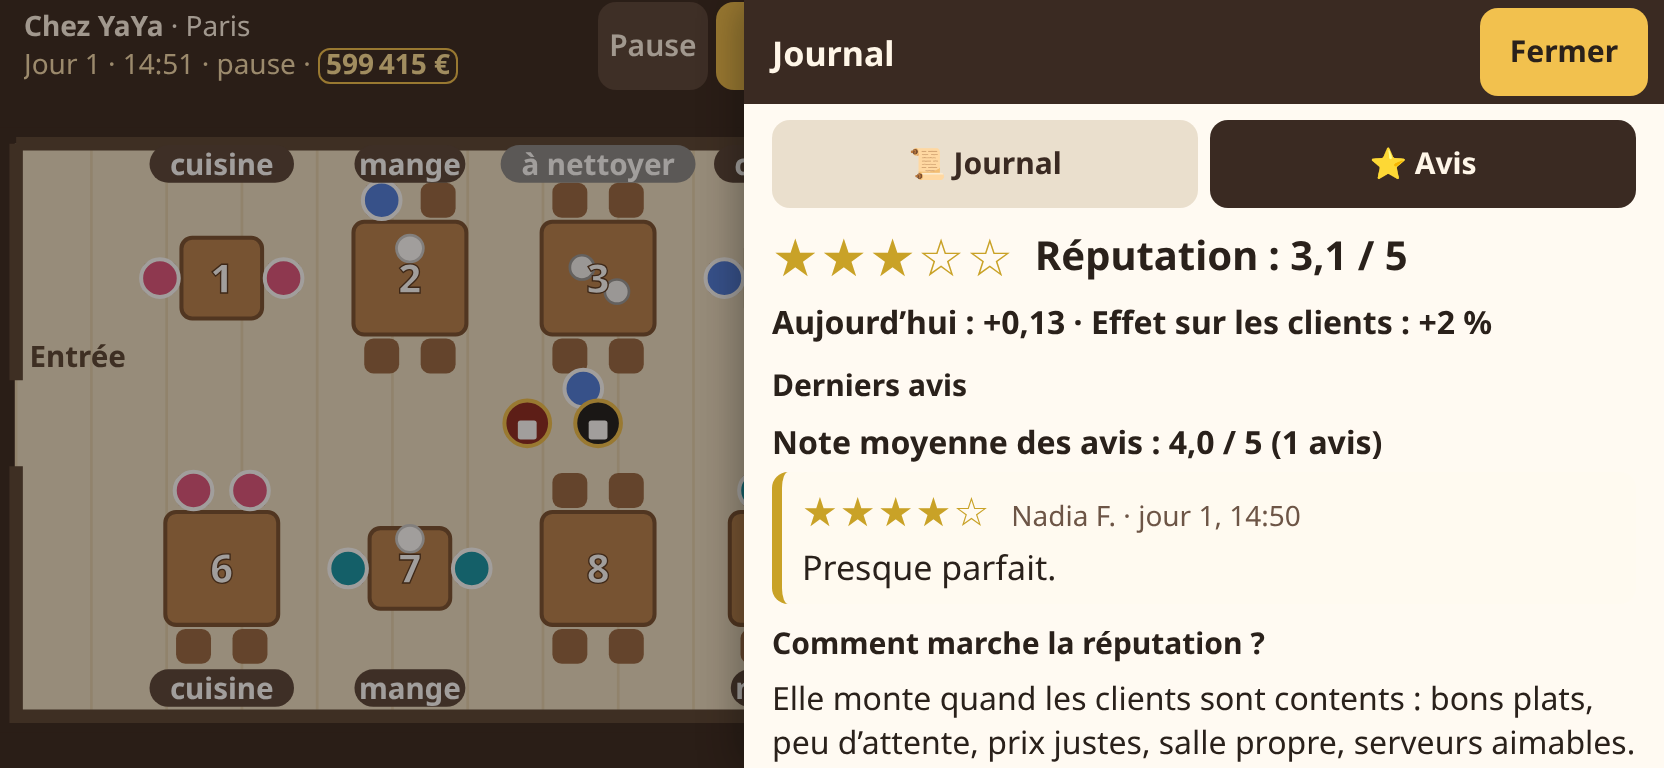 Chez YaYa · Paris
Jour 1 · 14:51 · pause · 599 415 €
Pause
Journal
Fermer
📜 Journal
⭐ Avis
★★★☆☆ Réputation : 3,1 / 5
Aujourd’hui : +0,13 · Effet sur les clients : +2 %
Derniers avis
Note moyenne des avis : 4,0 / 5 (1 avis)
★★★★☆ Nadia F. · jour 1, 14:50
Presque parfait.
Comment marche la réputation ?
Elle monte quand les clients sont contents : bons plats,
peu d’attente, prix justes, salle propre, serveurs aimables.
cuisine
mange
à nettoyer
1
2
3
Entrée
6
7
8
cuisine
mange